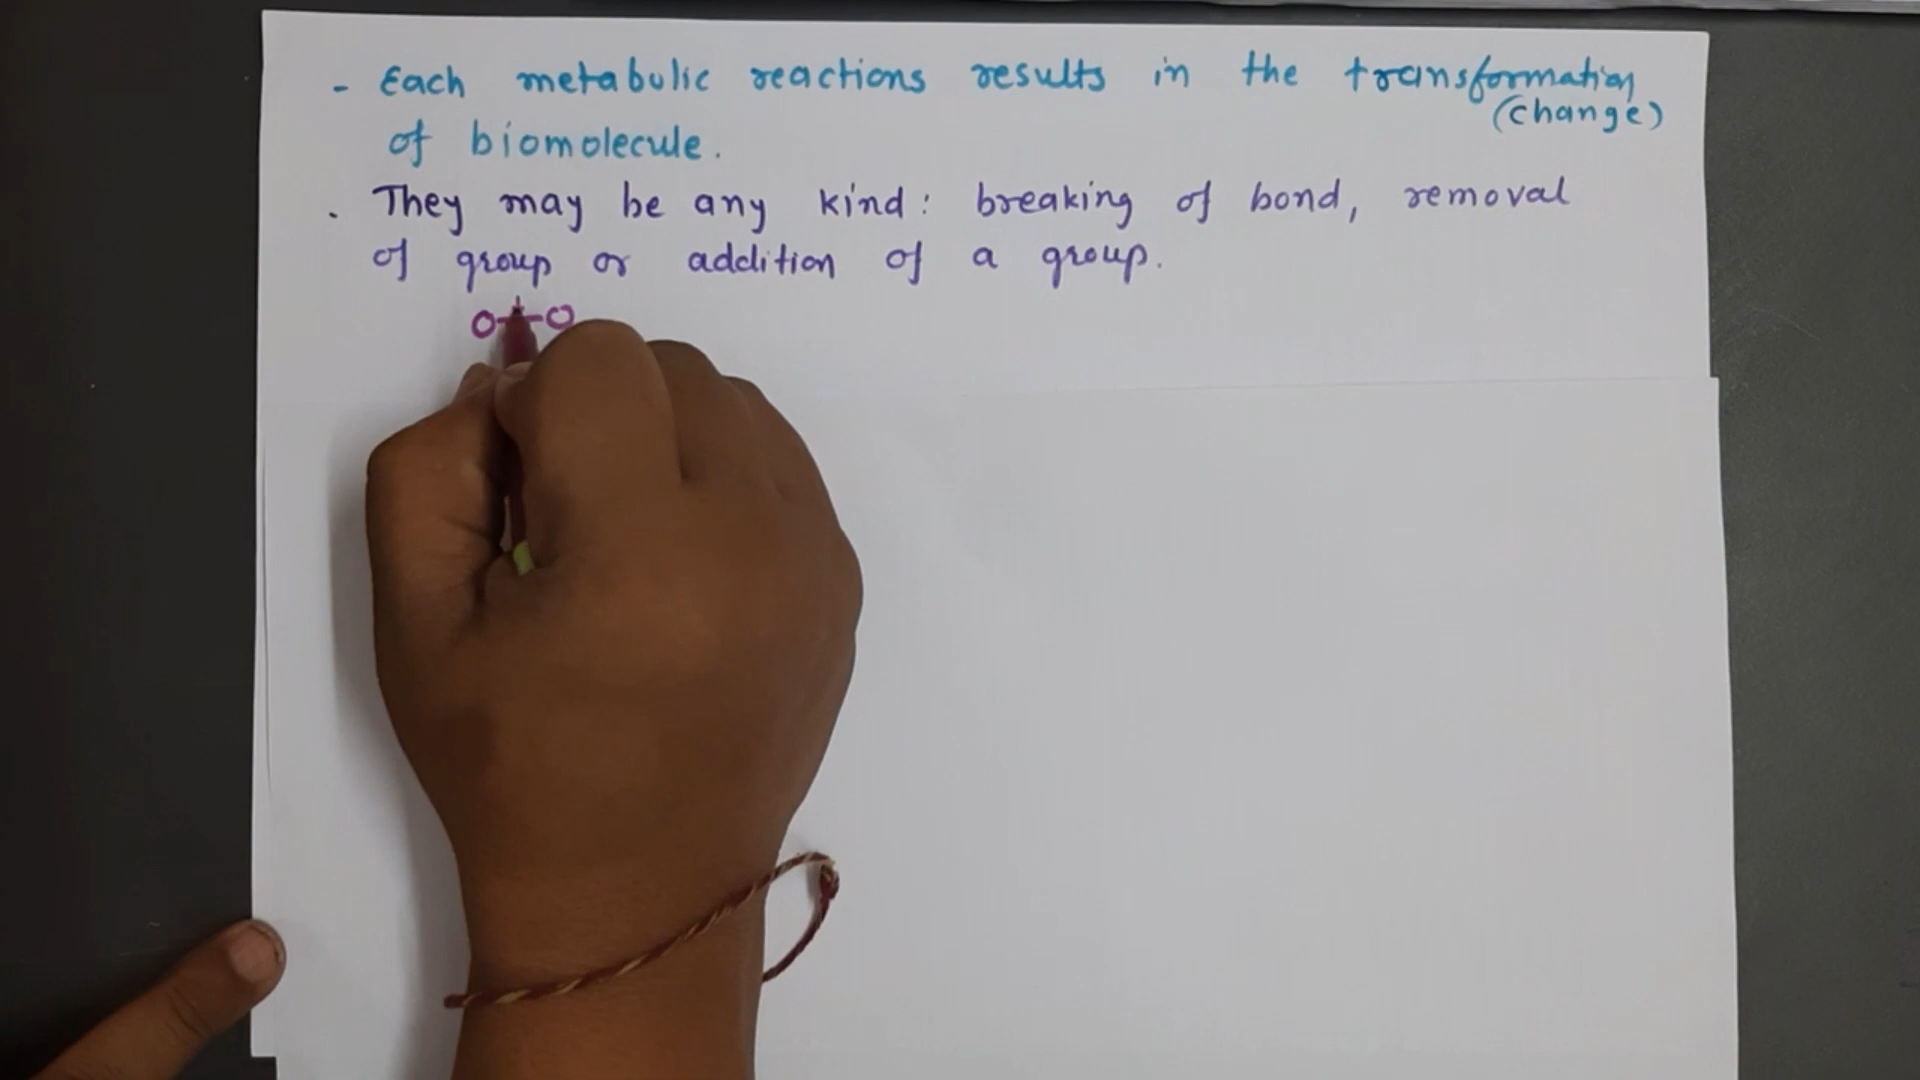 - Each metabulic reactions results in the transformation
(change)
of biomolecule.
. They may be any kind: breaking of bond, removal
of group or addition of a group.